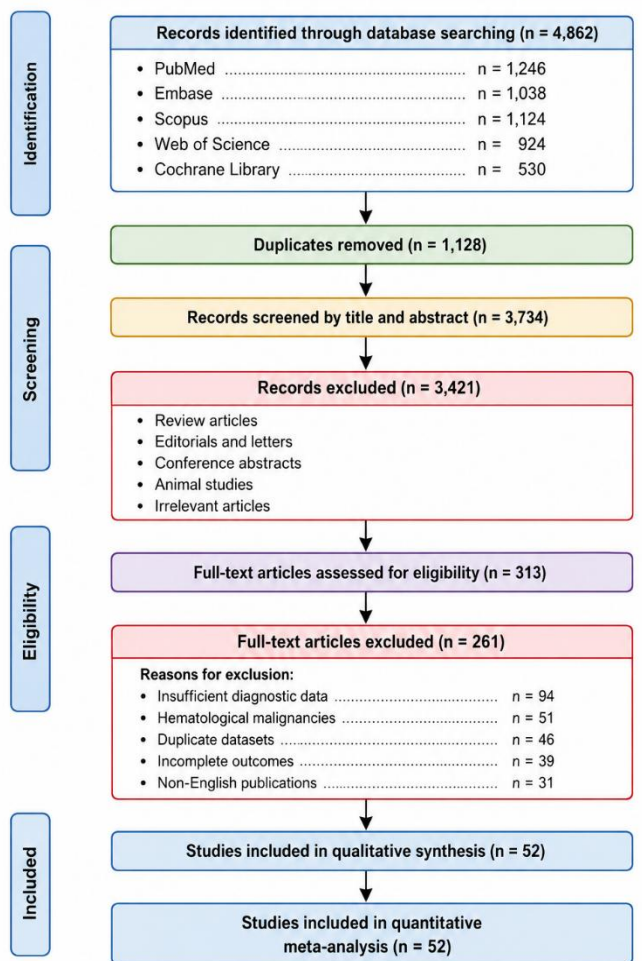 Identification
Records identified through database searching (n = 4,862)
• PubMed ........................................ n = 1,246
• Embase ........................................ n = 1,038
• Scopus ......................................... n = 1,124
• Web of Science ............................ n = 924
• Cochrane Library ......................... n = 530
Screening
Duplicates removed (n = 1,128)
Records screened by title and abstract (n = 3,734)
Records excluded (n = 3,421)
• Review articles
• Editorials and letters
• Conference abstracts
• Animal studies
• Irrelevant articles
Eligibility
Full-text articles assessed for eligibility (n = 313)
Full-text articles excluded (n = 261)
Reasons for exclusion:
• Insufficient diagnostic data .................................... n = 94
• Hematological malignancies .................................... n = 51
• Duplicate datasets .................................... n = 46
• Incomplete outcomes .................................... n = 39
• Non-English publications .................................... n = 31
Included
Studies included in qualitative synthesis (n = 52)
Studies included in quantitative
meta-analysis (n = 52)